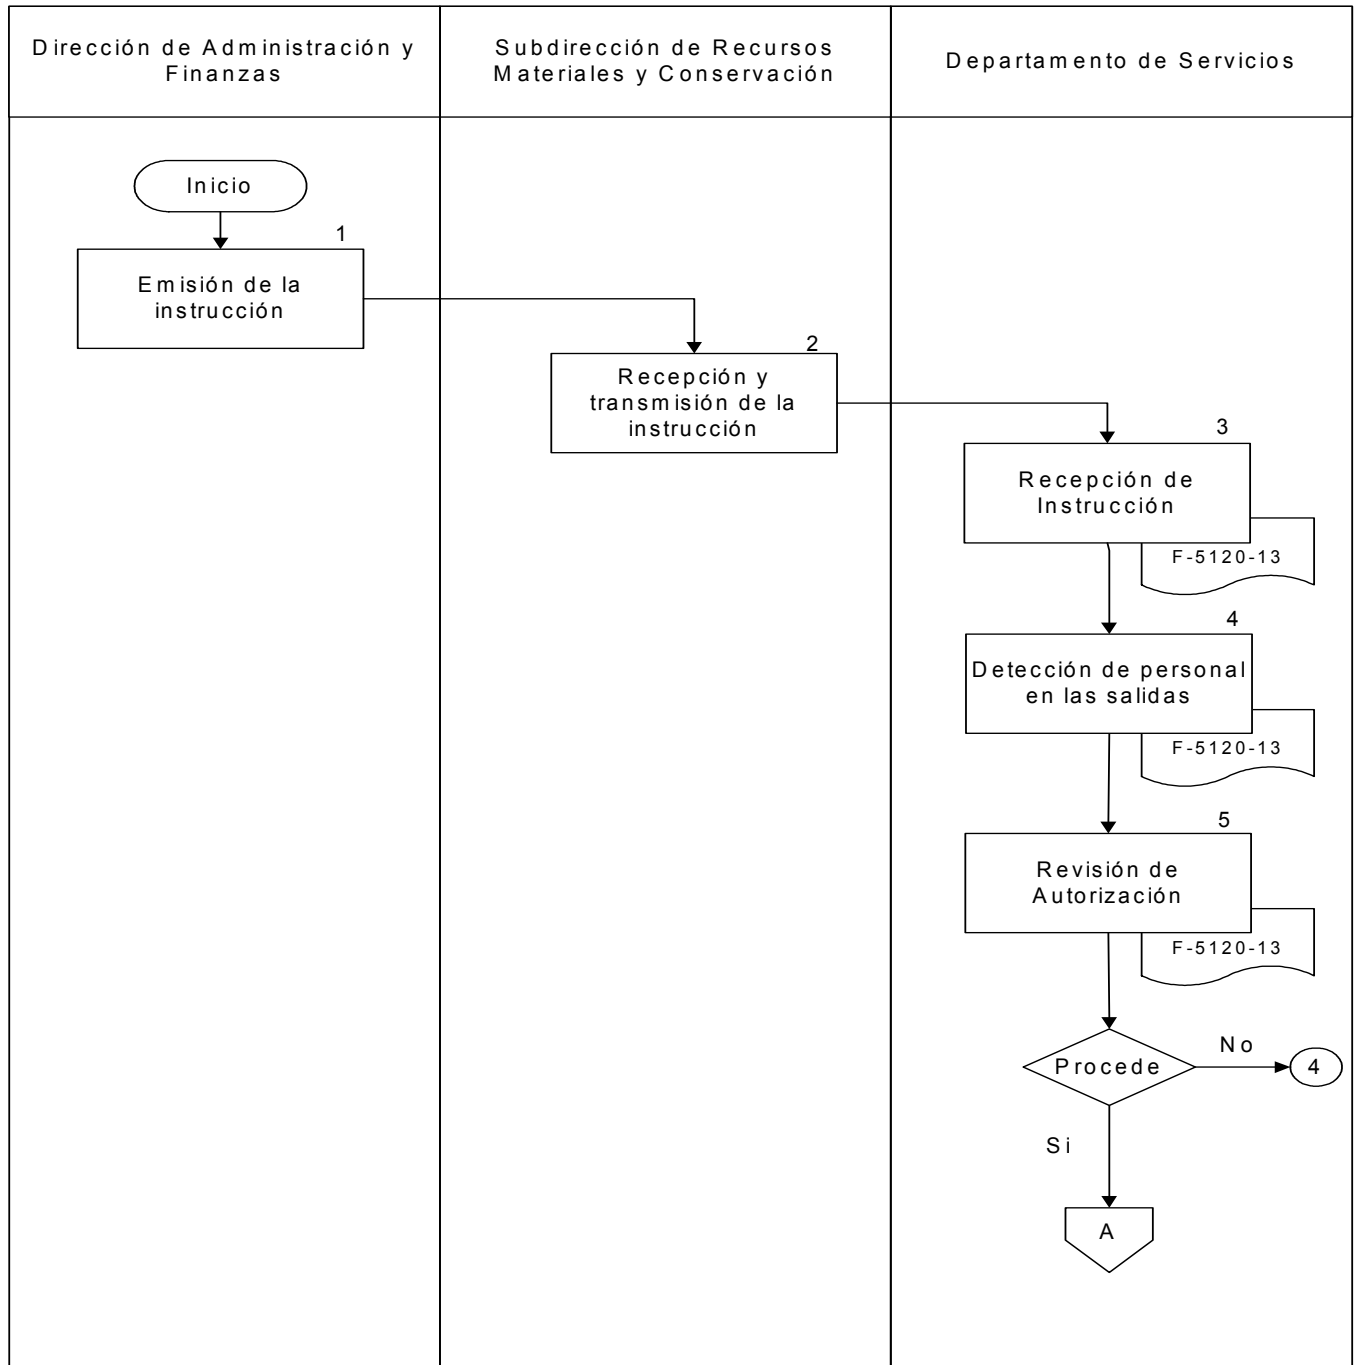 Dirección de Administración y
Finanzas
Subdirección de Recursos
Materiales y Conservación
Departamento de Servicios
Inicio
1
Emisión de la
instrucción
2
Recepción y
transmisión de la
instrucción
3
Recepción de
Instrucción
F-5120-13
4
Detección de personal
en las salidas
F-5120-13
5
Revisión de
Autorización
F-5120-13
Procede
No
4
Si
A